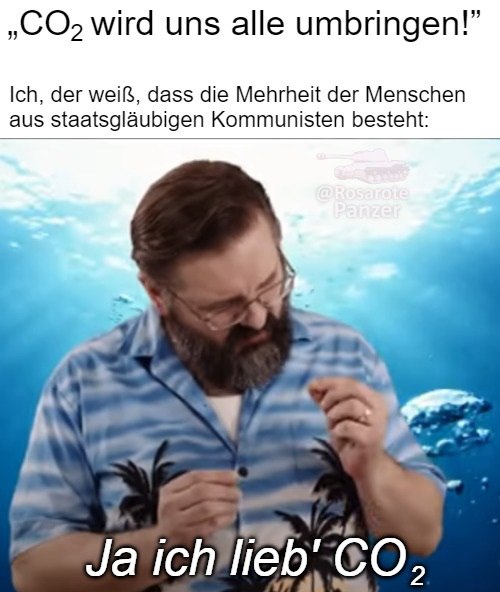 „CO₂ wird uns alle umbringen!”
Ich, der weiß, dass die Mehrheit der Menschen
aus staatsgläubigen Kommunisten besteht:
@Rosarote
Panzer
Ja ich lieb' CO₂